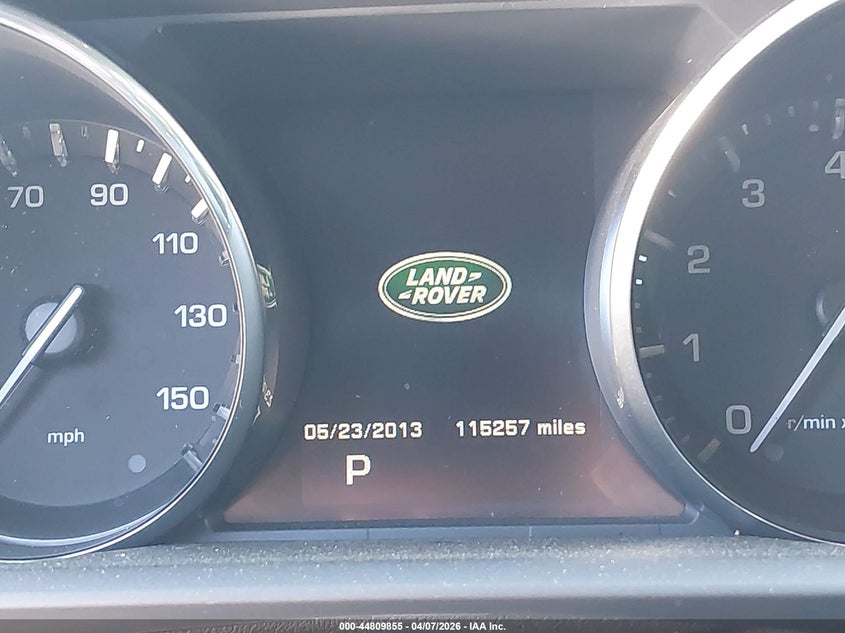 70 90
110
130
150
mph
LAND
ROVER
05/23/2013 115257 miles
P
4
3
2
1
0
r/min x
000-44809855 - 04/07/2026 - IAA Inc.